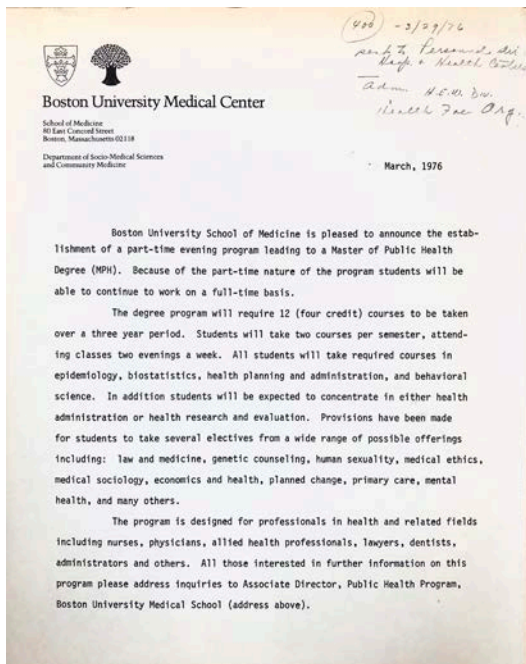 400 - 3/29/76
sent to Personnel
Hosp + Health Centers
Adm. H.E.W. Div.
Health Fac Org.
Boston University Medical Center
School of Medicine
80 East Concord Street
Boston, Massachusetts 02118
Department of Socio-Medical Sciences
and Community Medicine
March, 1976
Boston University School of Medicine is pleased to announce the estab-
lishment of a part-time evening program leading to a Master of Public Health
Degree (MPH). Because of the part-time nature of the program students will be
able to continue to work on a full-time basis.
The degree program will require 12 (four credit) courses to be taken
over a three year period. Students will take two courses per semester, attend-
ing classes two evenings a week. All students will take required courses in
epidemiology, biostatistics, health planning and administration, and behavioral
science. In addition students will be expected to concentrate in either health
administration or health research and evaluation. Provisions have been made
for students to take several electives from a wide range of possible offerings
including: law and medicine, genetic counseling, human sexuality, medical ethics,
medical sociology, economics and health, planned change, primary care, mental
health, and many others.
The program is designed for professionals in health and related fields
including nurses, physicians, allied health professionals, lawyers, dentists,
administrators and others. All those interested in further information on this
program please address inquiries to Associate Director, Public Health Program,
Boston University Medical School (address above).